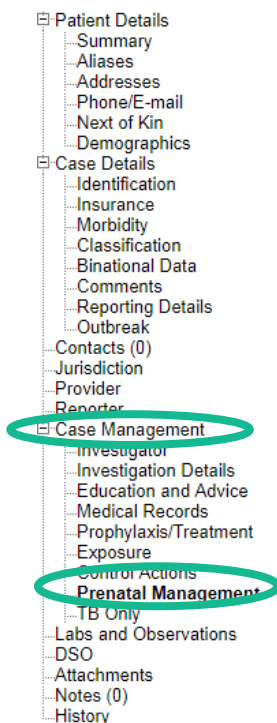 Patient Details
Summary
Aliases
Addresses
Phone/E-mail
Next of Kin
Demographics
Case Details
Identification
Insurance
Morbidity
Classification
Binational Data
Comments
Reporting Details
Outbreak
Contacts (0)
Jurisdiction
Provider
Reporter
Case Management
Investigator
Investigation Details
Education and Advice
Medical Records
Prophylaxis/Treatment
Exposure
Control Actions
Prenatal Management
TB Only
Labs and Observations
DSO
Attachments
Notes (0)
History